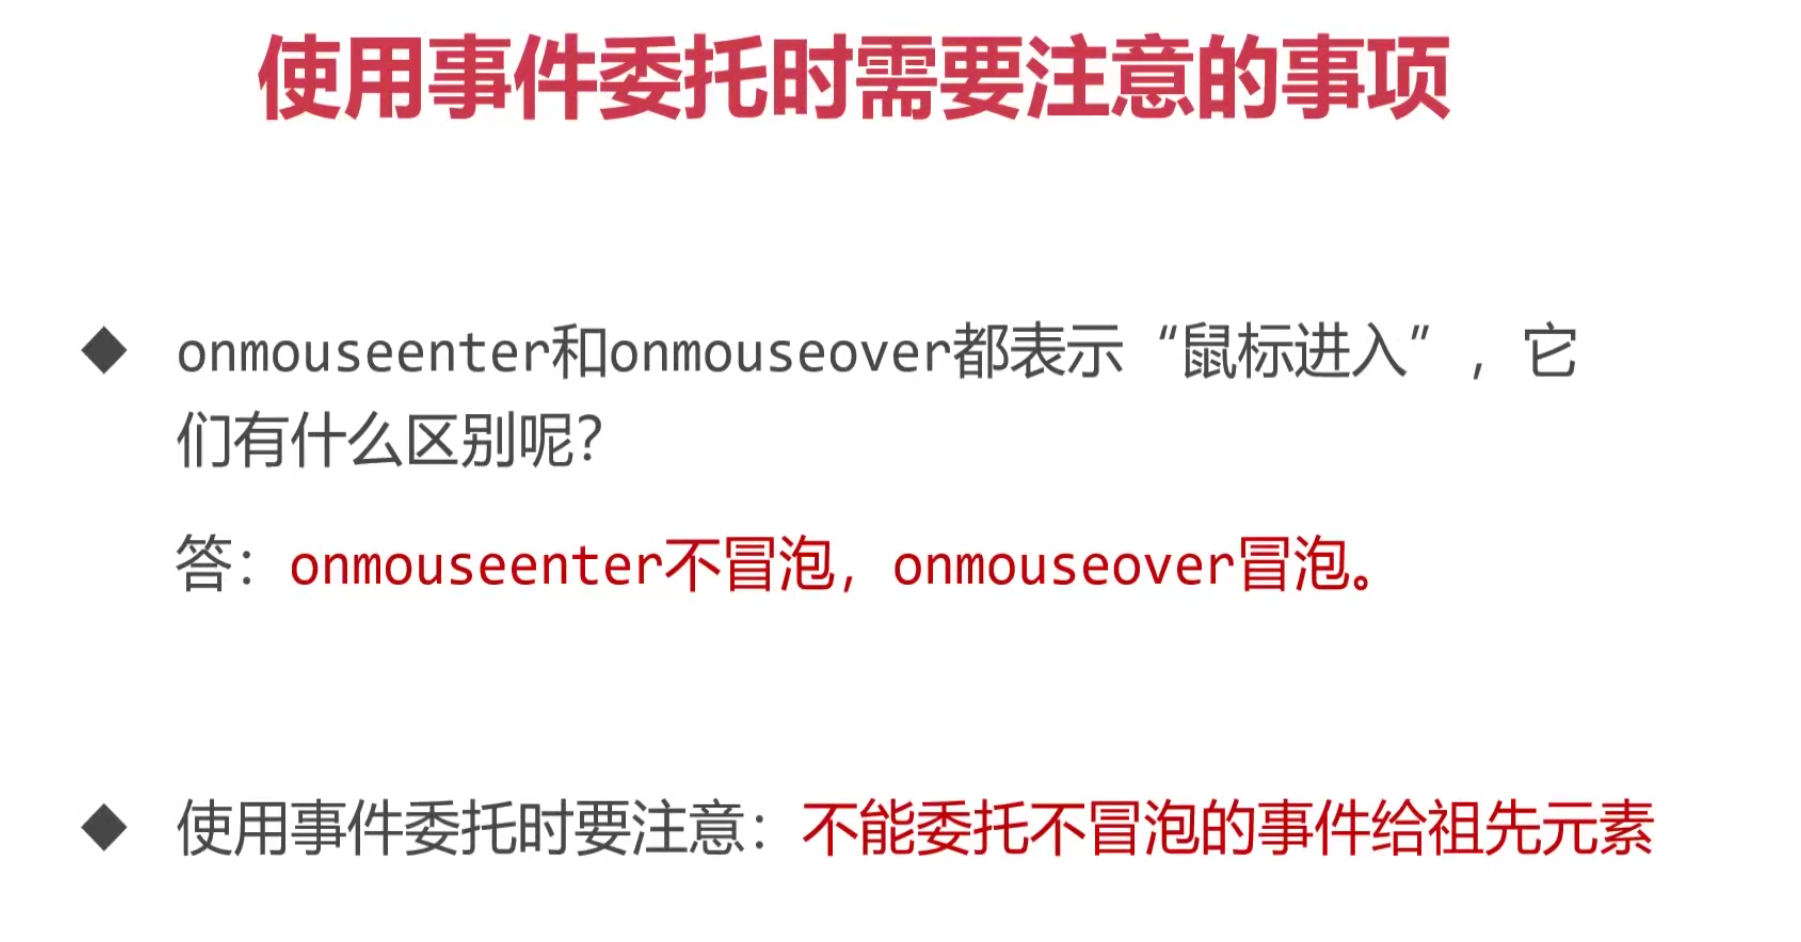 使用事件委托时需要注意的事项
◆ onmouseenter和onmouseover都表示“鼠标进入”，它
们有什么区别呢？
答：onmouseenter不冒泡，onmouseover冒泡。
◆ 使用事件委托时要注意：不能委托不冒泡的事件给祖先元素